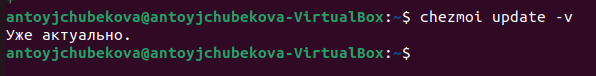 antoyjchubekova@antoyjchubekova-VirtualBox:~$ chezmoi update -v
Уже актуально.
antoyjchubekova@antoyjchubekova-VirtualBox:~$